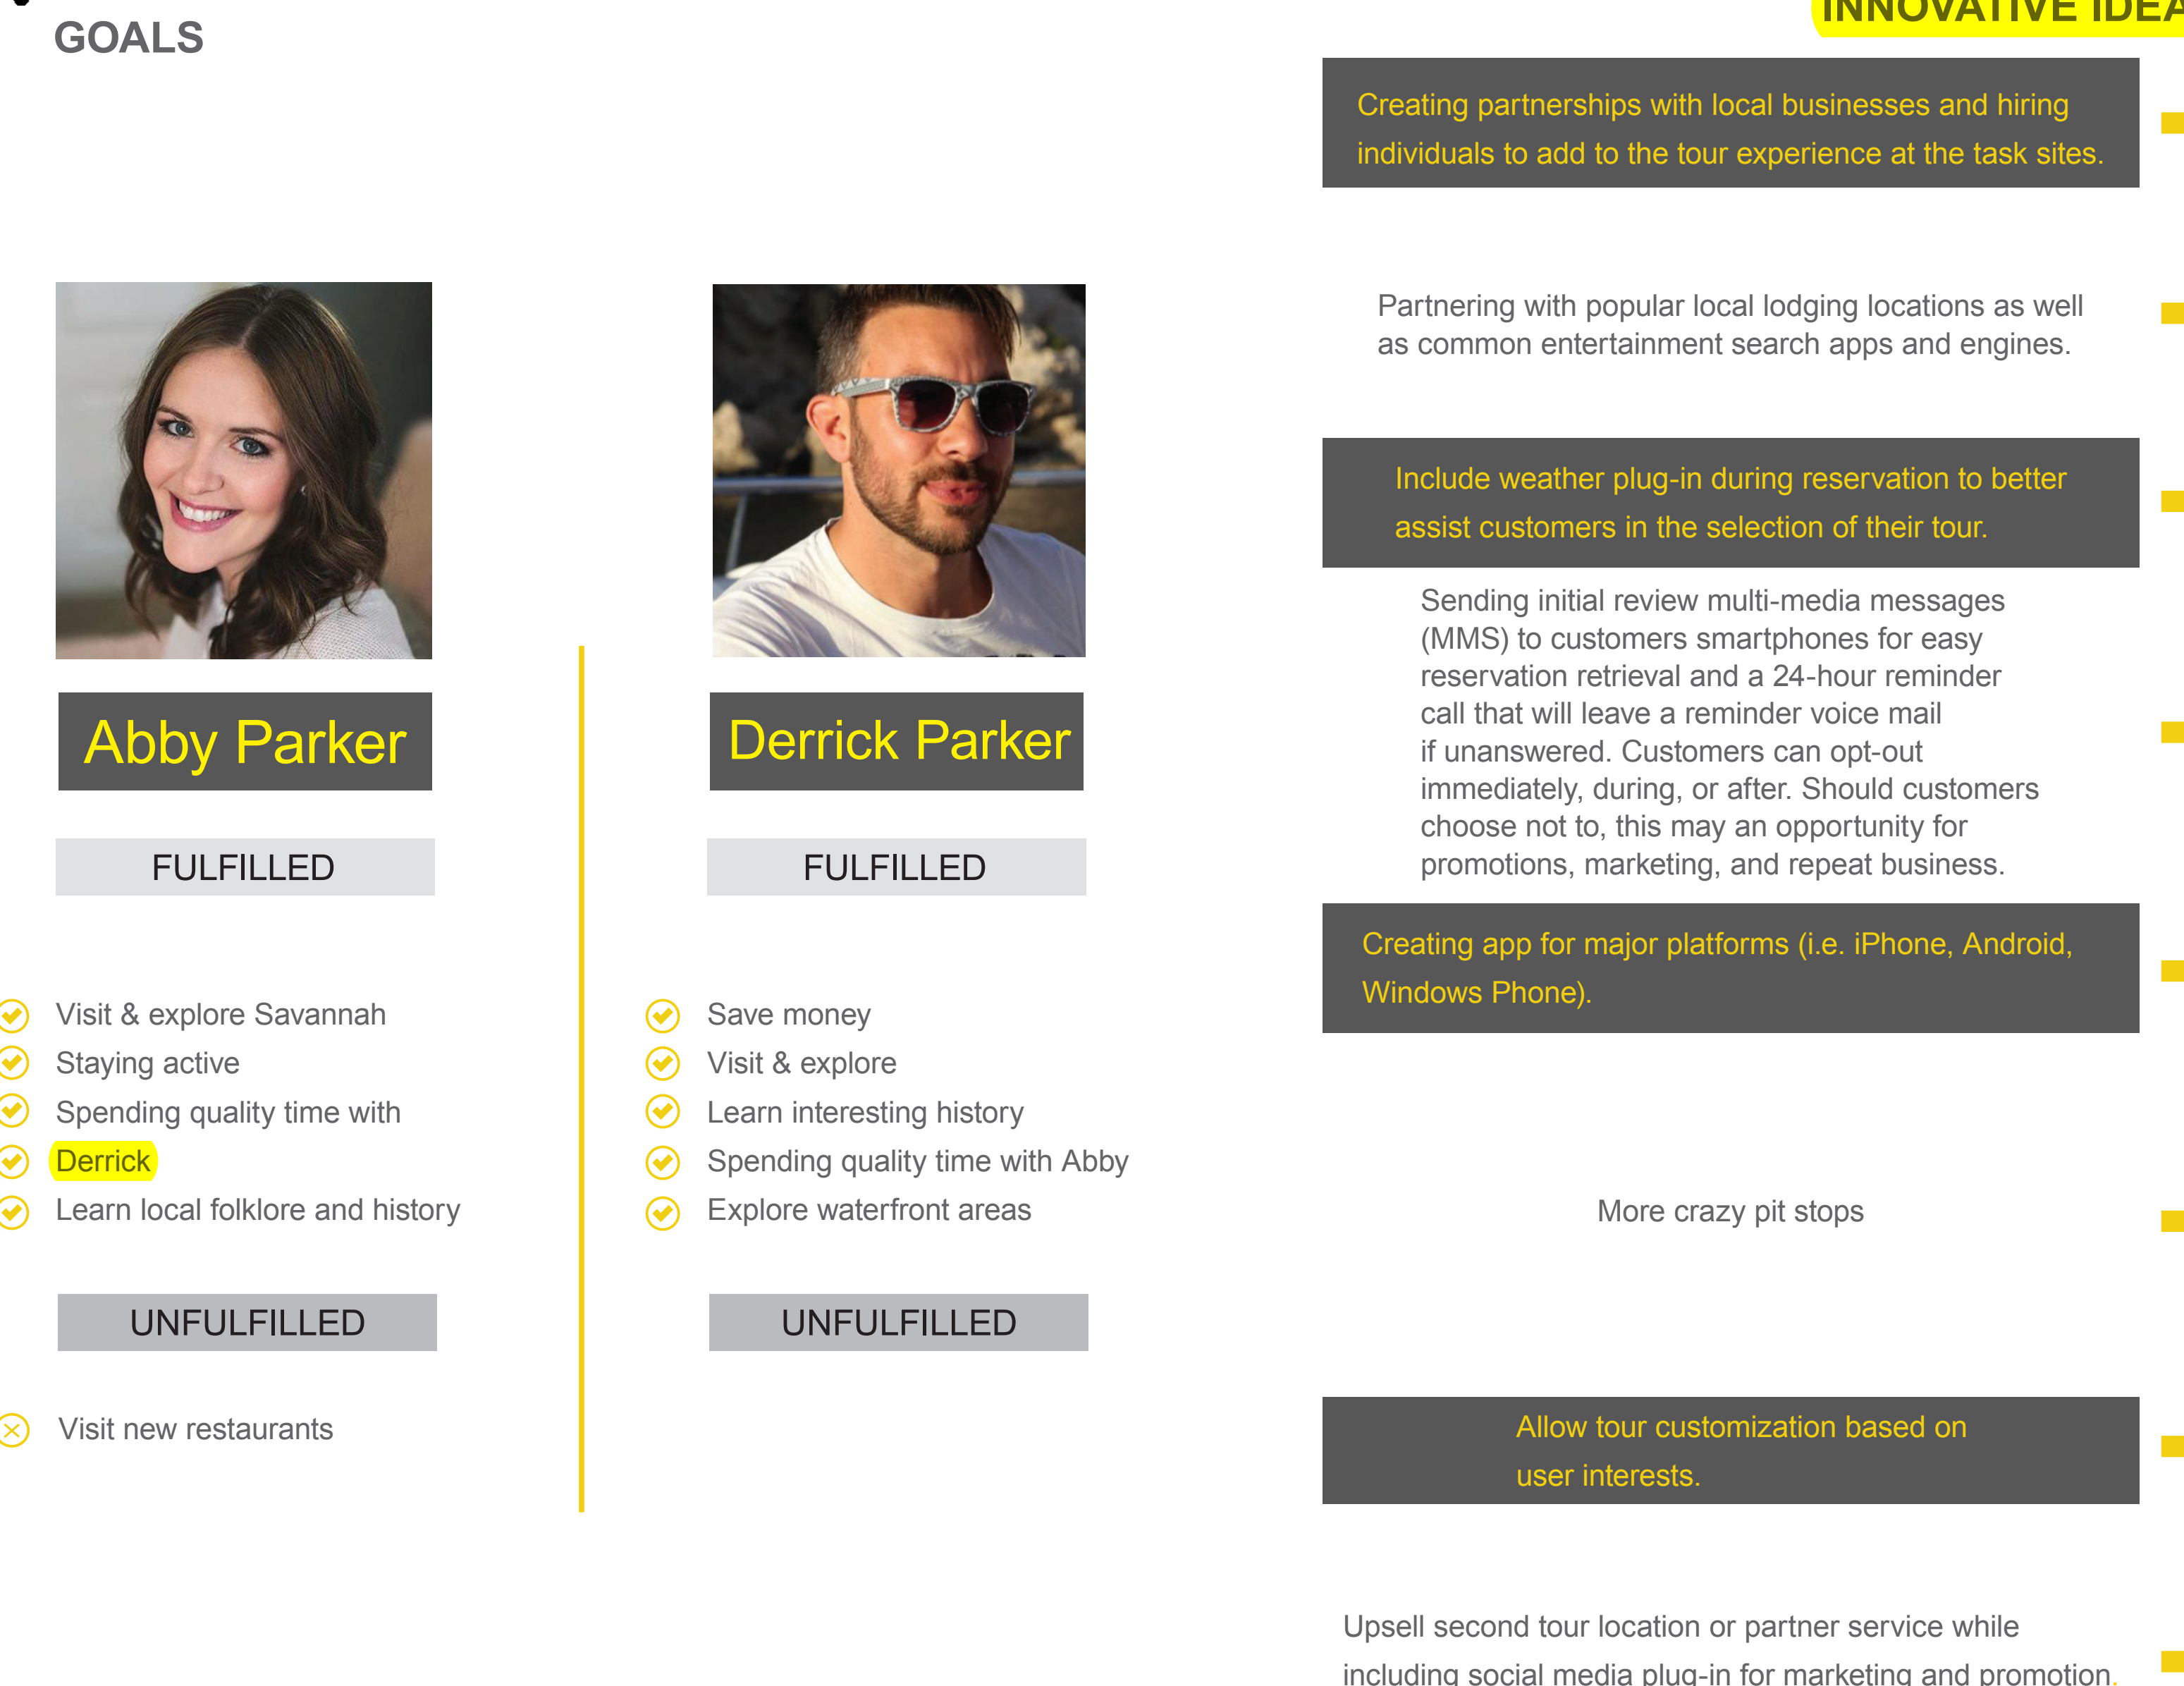 GOALS
INNOVATIVE IDEA
Creating partnerships with local businesses and hiring
individuals to add to the tour experience at the task sites.
Partnering with popular local lodging locations as well
as common entertainment search apps and engines.
Include weather plug-in during reservation to better
assist customers in the selection of their tour.
Sending initial review multi-media messages
(MMS) to customers smartphones for easy
reservation retrieval and a 24-hour reminder
call that will leave a reminder voice mail
if unanswered. Customers can opt-out
immediately, during, or after. Should customers
choose not to, this may an opportunity for
promotions, marketing, and repeat business.
Creating app for major platforms (i.e. iPhone, Android,
Windows Phone).
More crazy pit stops
Allow tour customization based on
user interests.
Upsell second tour location or partner service while
including social media plug-in for marketing and promotion.
Abby Parker
FULFILLED
Visit & explore Savannah
Staying active
Spending quality time with
Derrick
Learn local folklore and history
UNFULFILLED
Visit new restaurants
Derrick Parker
FULFILLED
Save money
Visit & explore
Learn interesting history
Spending quality time with Abby
Explore waterfront areas
UNFULFILLED